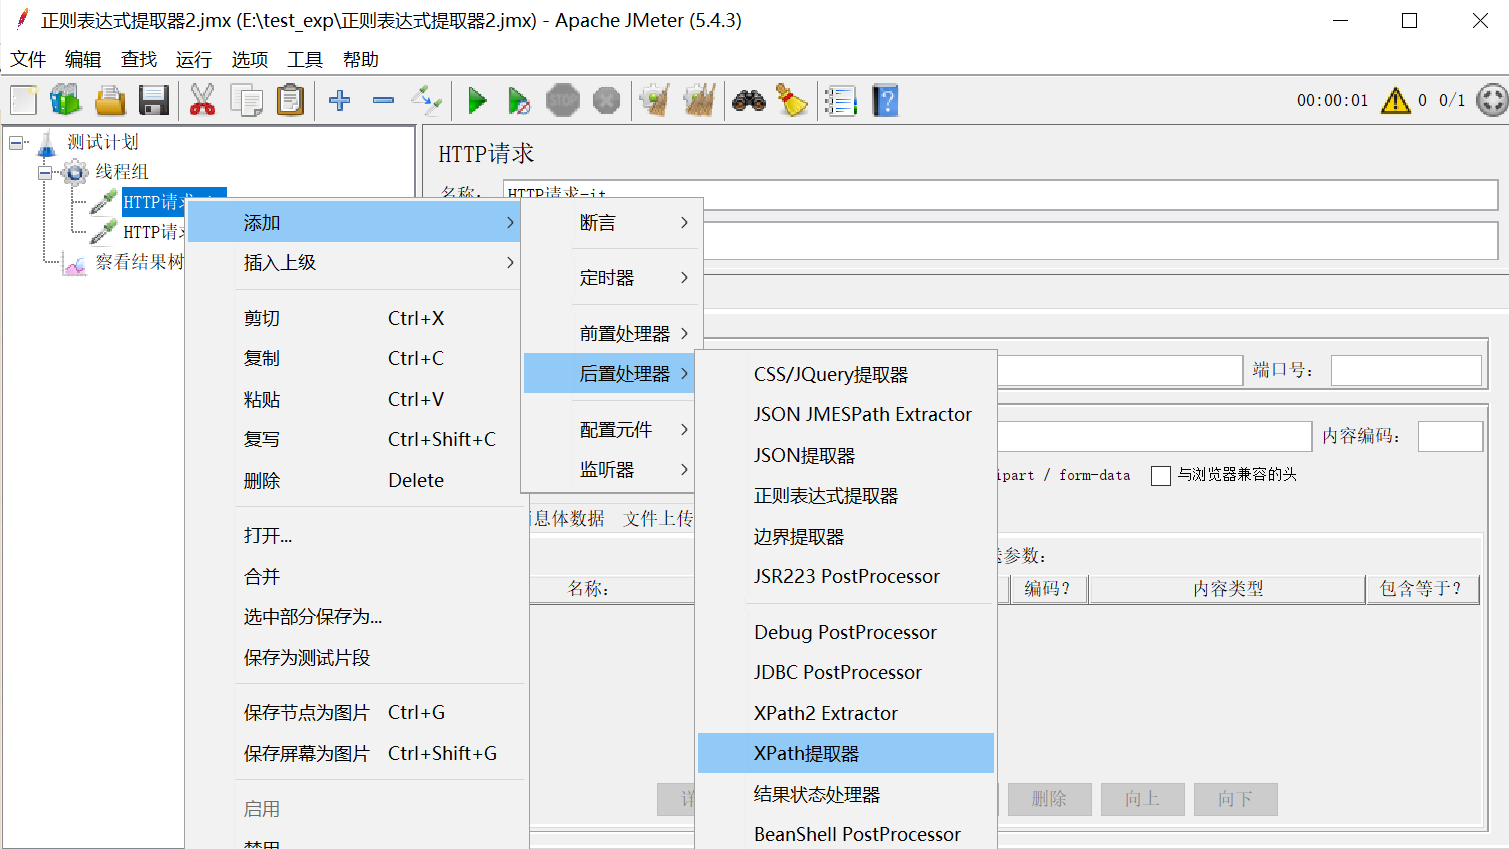 正则表达式提取器2.jmx (E:\test_exp\正则表达式提取器2.jmx) - Apache JMeter (5.4.3)
文件 编辑 查找 运行 选项 工具 帮助
STOP
00:00:01 0 0/1
测试计划
线程组
HTTP请求
HTTP请
察看结果树
HTTP请求
名称：
HTTP请求-it
添加
插入上级
剪切 Ctrl+X
复制 Ctrl+C
粘贴 Ctrl+V
复写 Ctrl+Shift+C
删除 Delete
打开...
合并
选中部分保存为...
保存为测试片段
保存节点为图片 Ctrl+G
保存屏幕为图片 Ctrl+Shift+G
启用
禁用
断言
定时器
前置处理器
后置处理器
配置元件
监听器
CSS/JQuery提取器
JSON JMESPath Extractor
JSON提取器
正则表达式提取器
边界提取器
JSR223 PostProcessor
Debug PostProcessor
JDBC PostProcessor
XPath2 Extractor
XPath提取器
结果状态处理器
BeanShell PostProcessor
端口号：
内容编码：
ipart / form-data 与浏览器兼容的头
息体数据 文件上传
参数：
名称： 编码？ 内容类型 包含等于？
删除 向上 向下